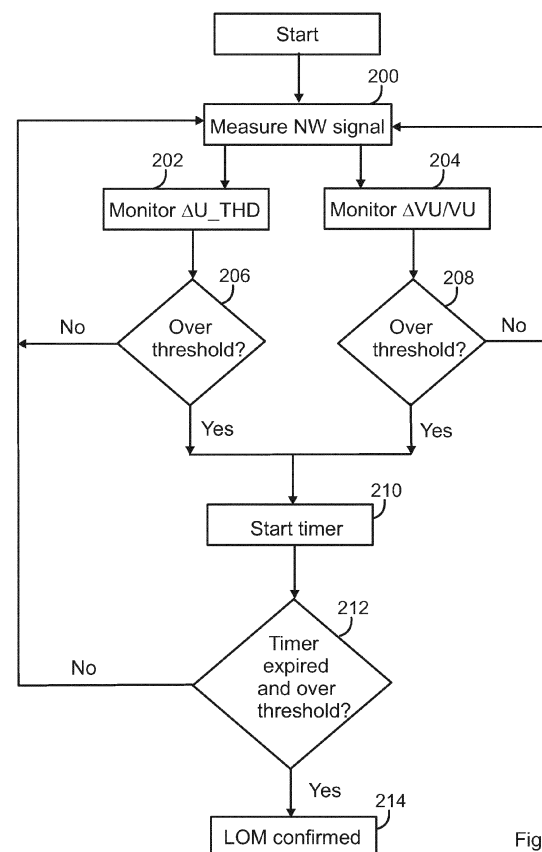 Start
200
Measure NW signal
202
204
Monitor ΔU_THD
Monitor ΔVU/VU
206
208
No
Over
threshold?
Over
threshold?
No
Yes
Yes
210
Start timer
212
Timer
expired
and over
threshold?
No
Yes
214
LOM confirmed
Fig